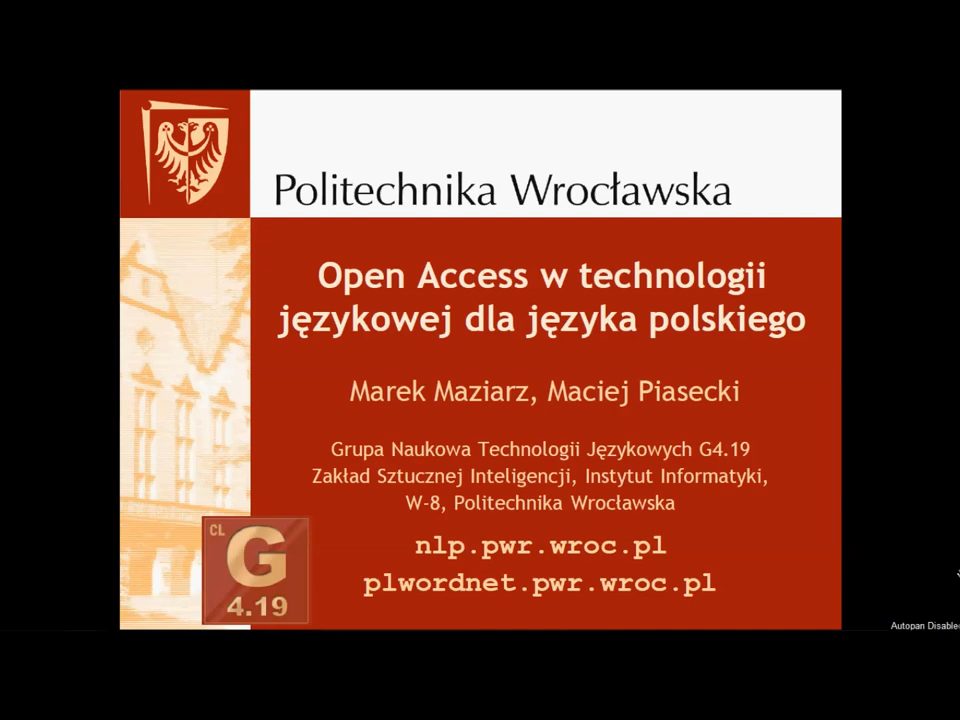 Politechnika Wrocławska
Open Access w technologii
językowej dla języka polskiego
Marek Maziarz, Maciej Piasecki
Grupa Naukowa Technologii Językowych G4.19
Zakład Sztucznej Inteligencji, Instytut Informatyki,
W-8, Politechnika Wrocławska
nlp.pwr.wroc.pl
plwordnet.pwr.wroc.pl
CL
G
4.19
Autopan Disable